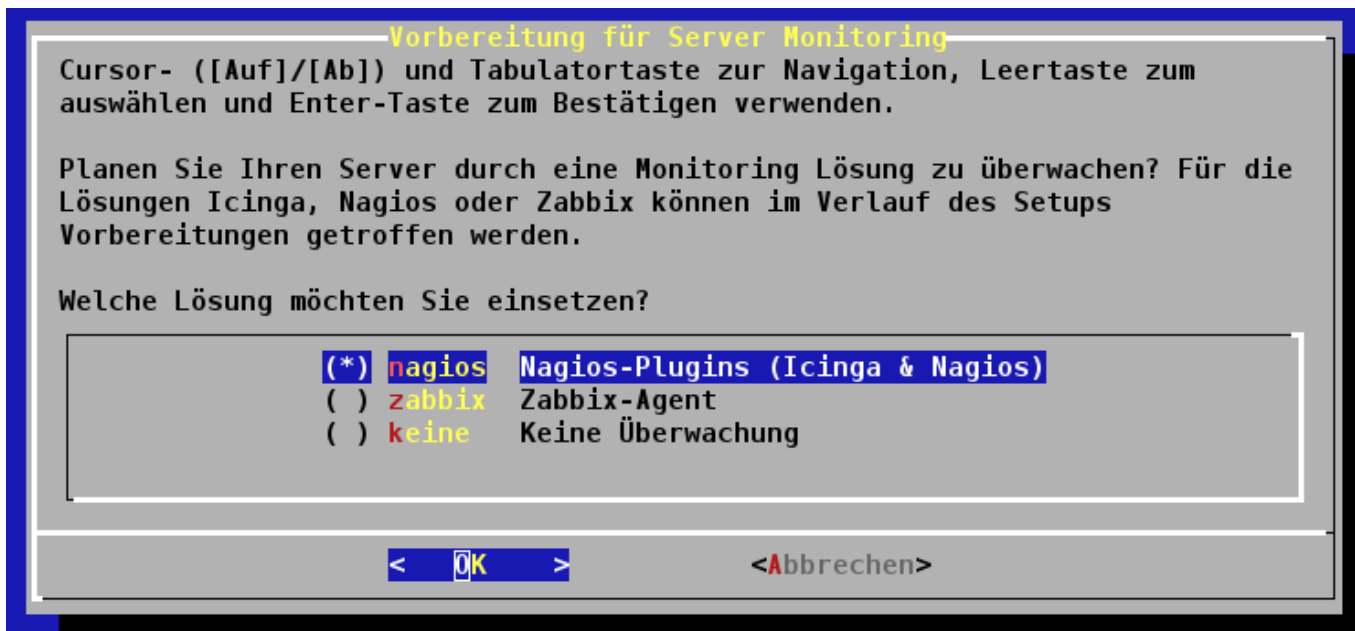 Vorbereitung für Server Monitoring
Cursor- ([Auf]/[Ab]) und Tabulatortaste zur Navigation, Leertaste zum
auswählen und Enter-Taste zum Bestätigen verwenden.
Planen Sie Ihren Server durch eine Monitoring Lösung zu überwachen? Für die
Lösungen Icinga, Nagios oder Zabbix können im Verlauf des Setups
Vorbereitungen getroffen werden.
Welche Lösung möchten Sie einsetzen?
(*) nagios Nagios-Plugins (Icinga & Nagios)
( ) zabbix Zabbix-Agent
( ) keine Keine Überwachung
< OK > <Abbrechen>